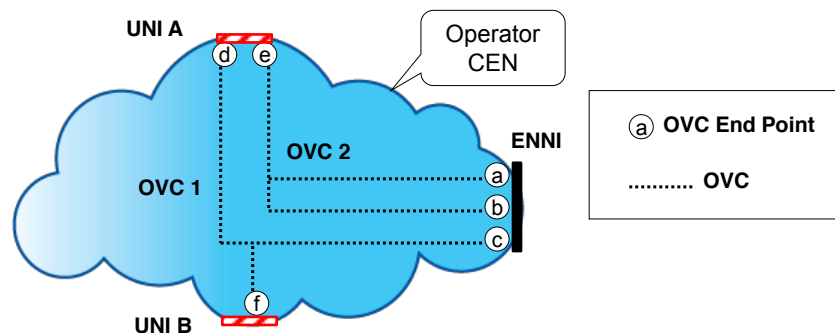 UNI A
d
e
Operator
CEN
a OVC End Point
ENNI
OVC 2
OVC 1
a
b
c
........... OVC
f
UNI B